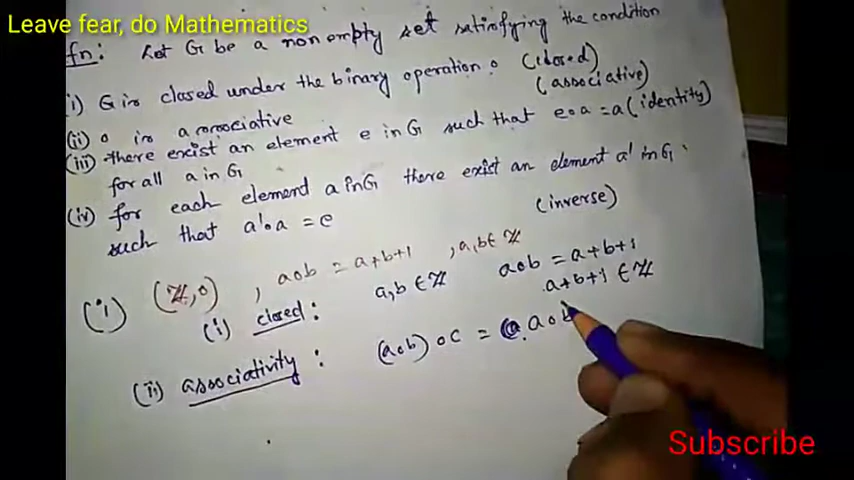 Leave fear, do Mathematics
fn: Let G be a nonempty set satisfying the condition
(i) G is closed under the binary operation o (closed)
(ii) o is associative (associative)
(iii) there exist an element e in G such that e o a = a (identity)
for all a in G
(iv) for each element a in G there exist an element a' in G
such that a' o a = e (inverse)
(i) (ℤ, o) , a o b = a+b+1 , a,b ∈ ℤ
(i) closed : a,b ∈ ℤ a o b = a+b+1
a+b+1 ∈ ℤ
(ii) associativity : (a o b) o c = a o b
Subscribe